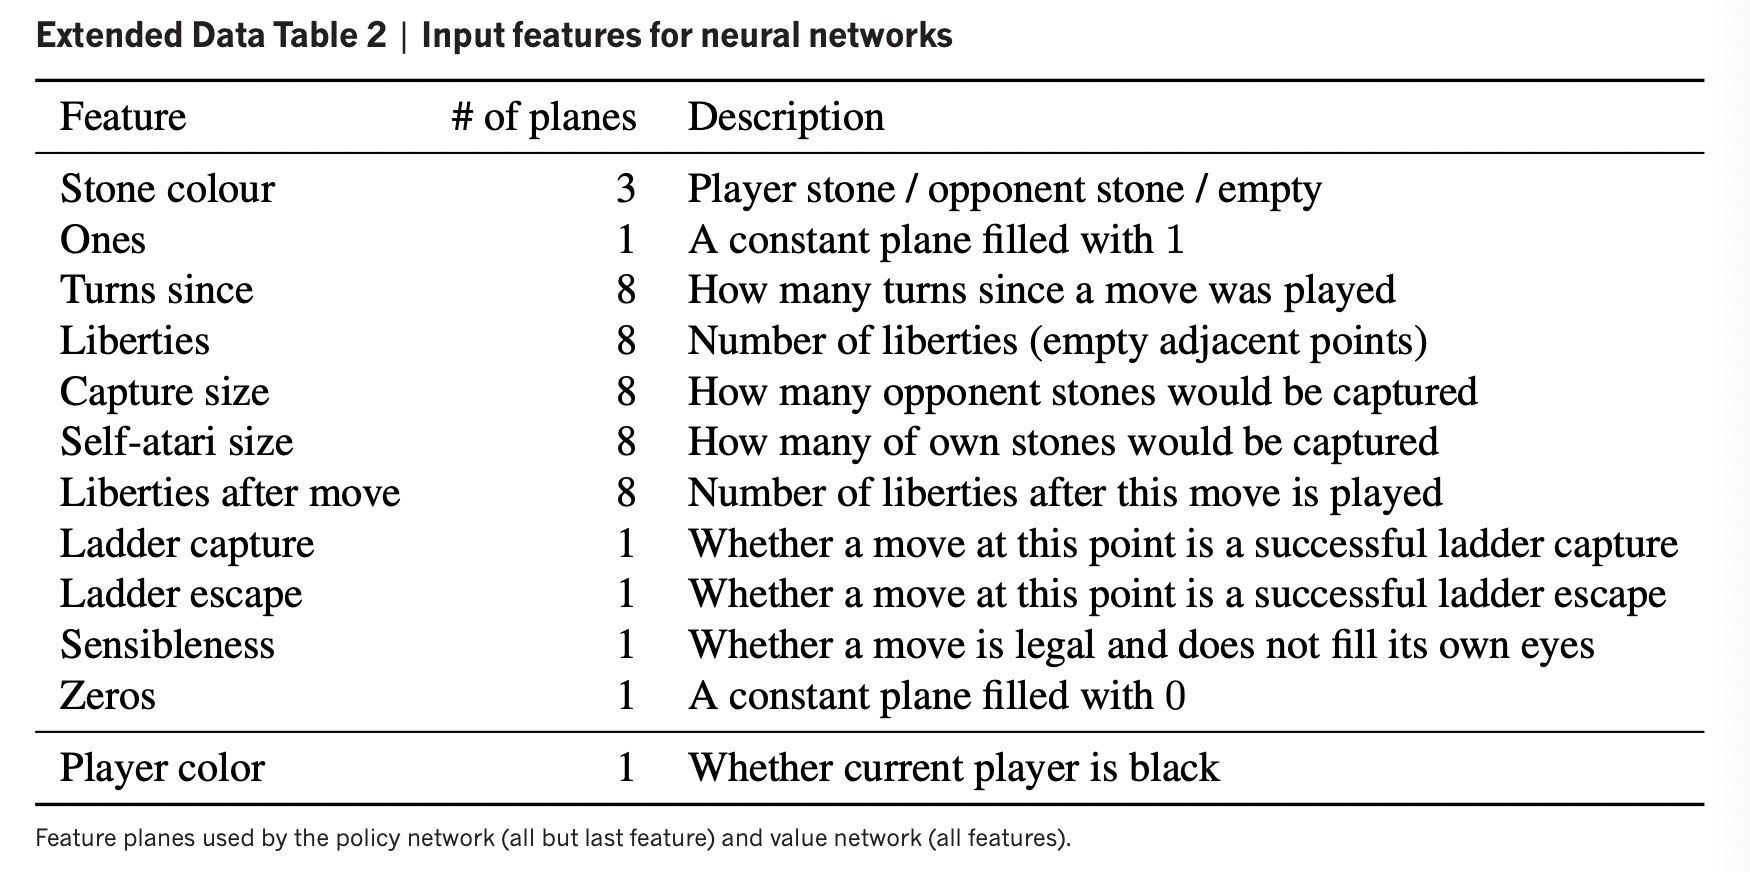 Extended Data Table 2 | Input features for neural networks
Feature # of planes Description
Stone colour 3 Player stone / opponent stone / empty
Ones 1 A constant plane filled with 1
Turns since 8 How many turns since a move was played
Liberties 8 Number of liberties (empty adjacent points)
Capture size 8 How many opponent stones would be captured
Self-atari size 8 How many of own stones would be captured
Liberties after move 8 Number of liberties after this move is played
Ladder capture 1 Whether a move at this point is a successful ladder capture
Ladder escape 1 Whether a move at this point is a successful ladder escape
Sensibleness 1 Whether a move is legal and does not fill its own eyes
Zeros 1 A constant plane filled with 0
Player color 1 Whether current player is black
Feature planes used by the policy network (all but last feature) and value network (all features).